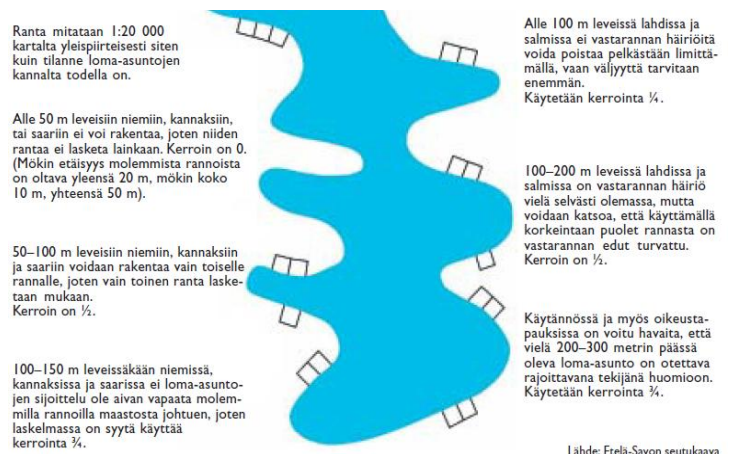 Ranta mitataan 1:20 000
kartalta yleispiirteisesti siten
kuin tilanne loma-asuntojen
kannalta todella on.
Alle 50 m leveisiin niemiin, kannaksiin,
tai saariin ei voi rakentaa, joten niiden
rantaa ei lasketa lainkaan. Kerroin on 0.
(Mökin etäisyys molemmista rannoista
on oltava yleensä 20 m, mökin koko
10 m, yhteensä 50 m).
50–100 m leveisiin niemiin, kannaksiin
ja saariin voidaan rakentaa vain toiselle
rannalle, joten vain toinen ranta laske-
taan mukaan.
Kerroin on ½.
100–150 m leveissäkään niemissä,
kannaksissa ja saarissa ei loma-asunto-
jen sijoittelu ole aivan vapaata molem-
milla rannoilla maastosta johtuen, joten
laskelmassa on syytä käyttää
kerrointa ¾.
Alle 100 m leveissä lahdissa ja
salmissa ei vastarannan häiriöitä
voida poistaa pelkästään limittä-
mällä, vaan väljyyttä tarvitaan
enemmän.
Käytetään kerrointa ¼.
100–200 m leveissä lahdissa ja
salmissa on vastarannan häiriö
vielä selvästi olemassa, mutta
voidaan katsoa, että käyttämällä
korkeintaan puolet rannasta on
vastarannan edut turvattu.
Kerroin on ½.
Käytännössä ja myös oikeusta-
pauksissa on voitu havaita, että
vielä 200–300 metrin päässä
oleva loma-asunto on otettava
rajoittavana tekijänä huomioon.
Käytetään kerrointa ¾.
Lähde: Etelä-Savon seutukaava